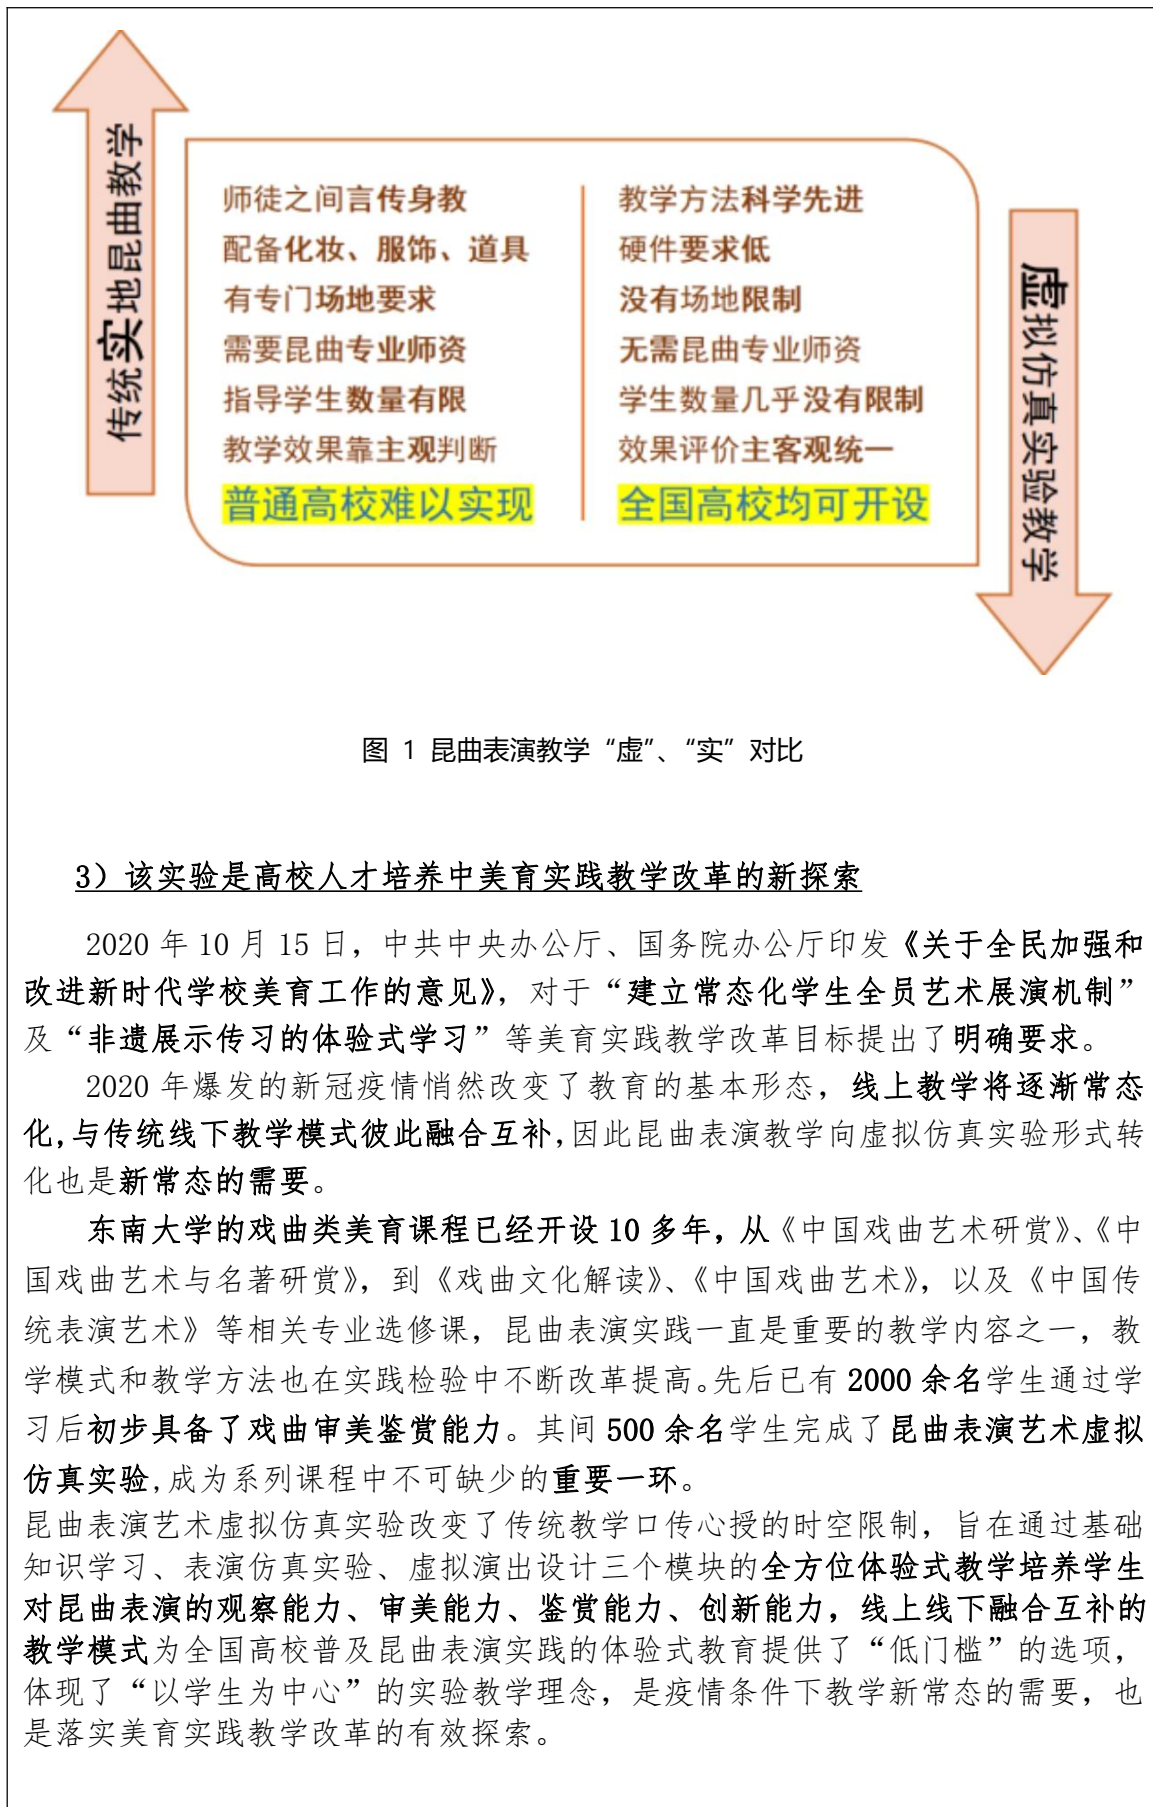 传统实地昆曲教学
师徒之间言传身教
配备化妆、服饰、道具
有专门场地要求
需要昆曲专业师资
指导学生数量有限
教学效果靠主观判断
普通高校难以实现
教学方法科学先进
硬件要求低
没有场地限制
无需昆曲专业师资
学生数量几乎没有限制
效果评价主客观统一
全国高校均可开设
虚拟仿真实验教学
图 1 昆曲表演教学“虚”、“实”对比
3）该实验是高校人才培养中美育实践教学改革的新探索
2020 年 10 月 15 日，中共中央办公厅、国务院办公厅印发《关于全民加强和
改进新时代学校美育工作的意见》，对于“建立常态化学生全员艺术展演机制”
及“非遗展示传习的体验式学习”等美育实践教学改革目标提出了明确要求。
2020 年爆发的新冠疫情悄然改变了教育的基本形态，线上教学将逐渐常态
化,与传统线下教学模式彼此融合互补,因此昆曲表演教学向虚拟仿真实验形式转
化也是新常态的需要。
东南大学的戏曲类美育课程已经开设 10 多年，从《中国戏曲艺术研赏》、《中
国戏曲艺术与名著研赏》，到《戏曲文化解读》、《中国戏曲艺术》，以及《中国传
统表演艺术》等相关专业选修课，昆曲表演实践一直是重要的教学内容之一，教
学模式和教学方法也在实践检验中不断改革提高。先后已有 2000 余名学生通过学
习后初步具备了戏曲审美鉴赏能力。其间 500 余名学生完成了昆曲表演艺术虚拟
仿真实验,成为系列课程中不可缺少的重要一环。
昆曲表演艺术虚拟仿真实验改变了传统教学口传心授的时空限制，旨在通过基础
知识学习、表演仿真实验、虚拟演出设计三个模块的全方位体验式教学培养学生
对昆曲表演的观察能力、审美能力、鉴赏能力、创新能力，线上线下融合互补的
教学模式为全国高校普及昆曲表演实践的体验式教育提供了“低门槛”的选项，
体现了“以学生为中心”的实验教学理念，是疫情条件下教学新常态的需要，也
是落实美育实践教学改革的有效探索。